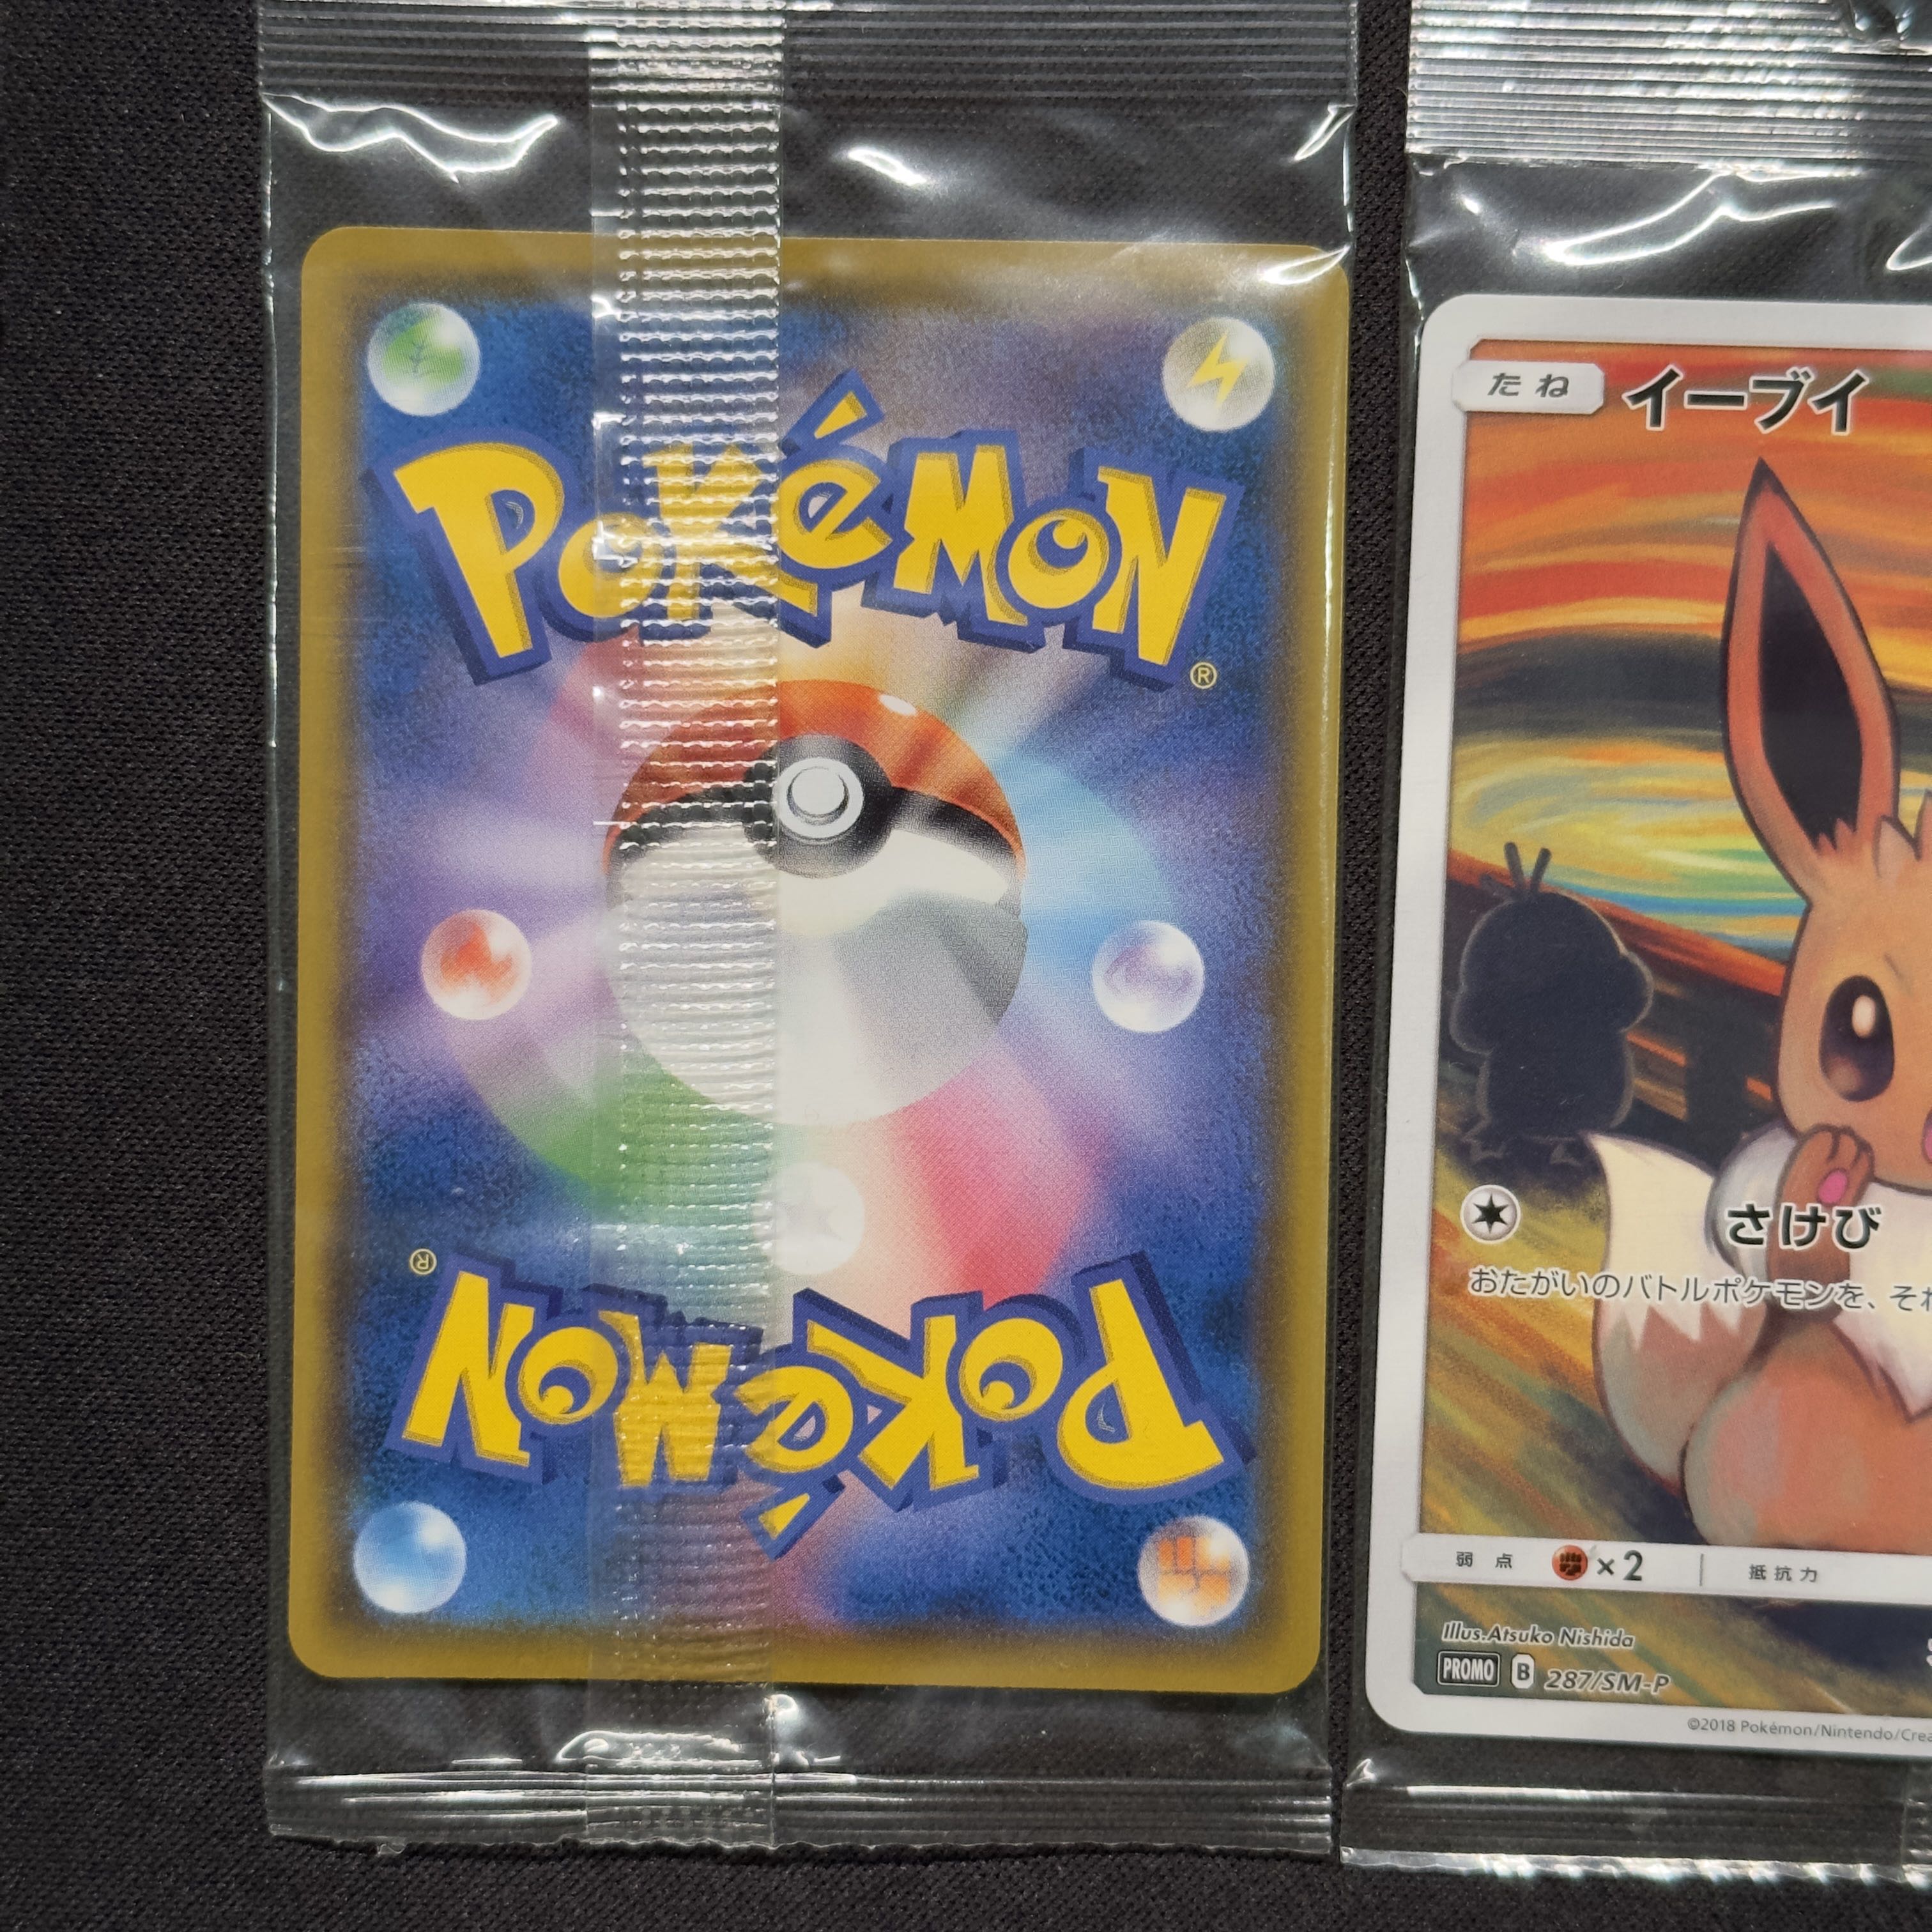 Pokémon
®
®
Pokémon
たね イーブイ
さけび
おたがいのバトルポケモンを、それ
弱点 ×2 抵抗力
Illus.Atsuko Nishida
PROMO B 287/SM-P
©2018 Pokémon/Nintendo/Crea